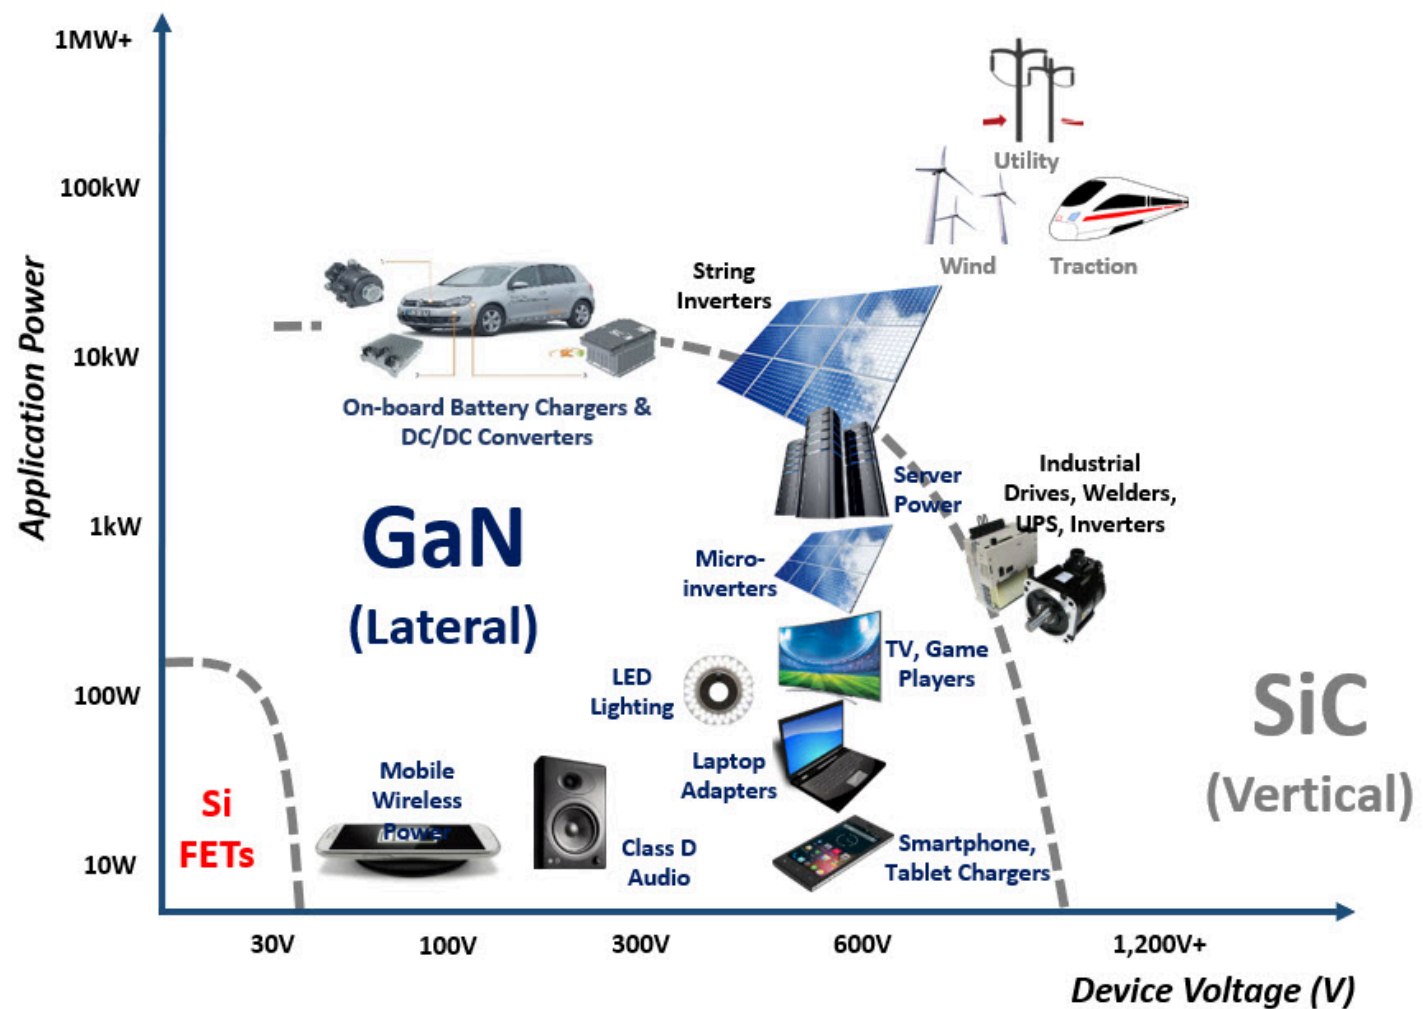 1MW+
100kW
10kW
1kW
100W
10W
Application Power
Utility
Wind
Traction
String
Inverters
On-board Battery Chargers &
DC/DC Converters
GaN
(Lateral)
Server
Power
Industrial
Drives, Welders,
UPS, Inverters
Micro-
inverters
TV, Game
Players
LED
Lighting
SiC
(Vertical)
Laptop
Adapters
Mobile
Wireless
Power
Si
FETs
Class D
Audio
Smartphone,
Tablet Chargers
30V
100V
300V
600V
1,200V+
Device Voltage (V)